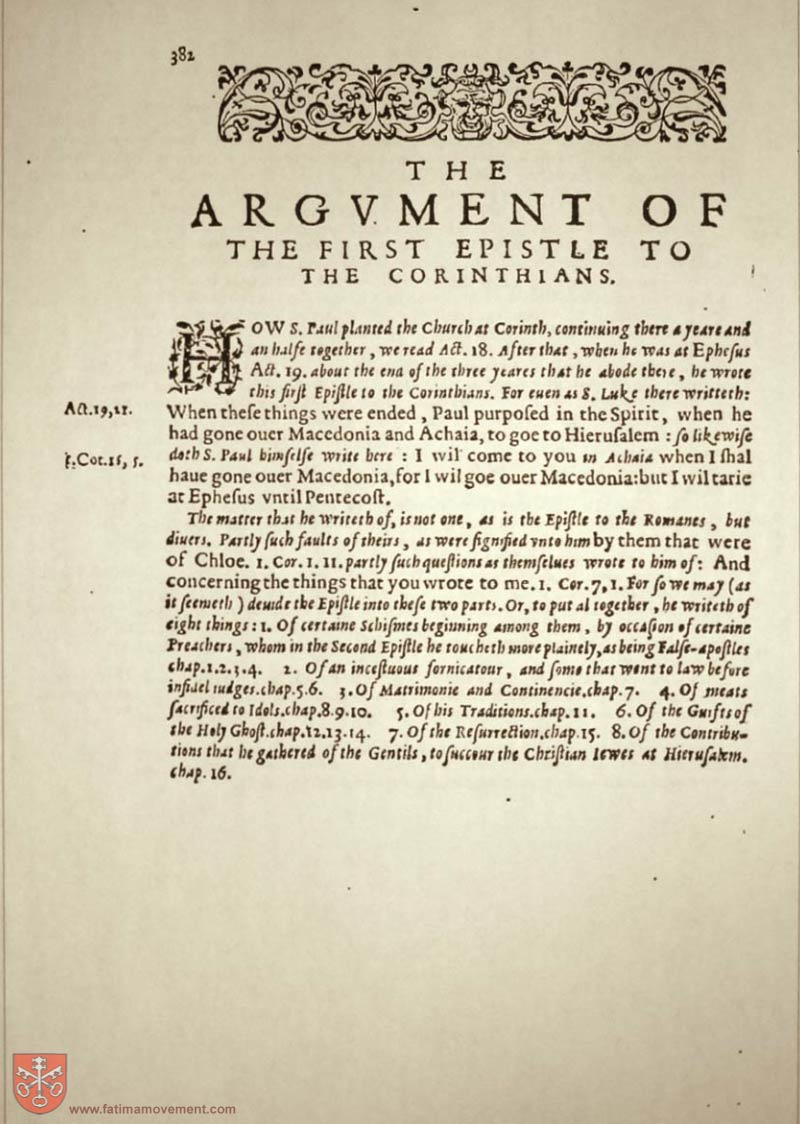 382
THE
ARGVMENT OF
THE FIRST EPISTLE TO
THE CORINTHIANS.
HOW S. Paul planted the Church at Corinth, continuing there a yeare and
an halfe together, we read Act. 18. After that, when he was at Ephesus
Act. 19. about the end of the three yeares that he abode there, he wrote
this first Epistle to the Corinthians. For euen as S. Luke there writteth:
Act.19,21.
When these things were ended, Paul purposed in the Spirit, when he
had gone ouer Macedonia and Achaia, to goe to Hierusalem: so likewise
1.Cor.16, 5.
doth S. Paul himselfe write here: I wil come to you in Achaia when I shal
haue gone ouer Macedonia, for I wil goe ouer Macedonia: but I wil tarie
at Ephesus vntil Pentecost.
The matter that he writeth of, is not one, as is the Epistle to the Romanes, but
diuers. Partly such faults of theirs, as were signified vnto him by them that were
of Chloe. 1. Cor. 1. 11. partly such questions as themselues wrote to him of: And
concerning the things that you wrote to me. 1. Cor. 7, 1. For so we may (as
it seemeth) deuide the Epistle into these two parts. Or, to put al together, he writeth of
eight things: 1. Of certaine Schismes beginning among them, by occasion of certaine
Preachers, whom in the Second Epistle he toucheth more plainely, as being False-apostles
chap.1.2.3.4. 2. Of an incestuous fornicatour, and some that went to law before
infidel iudges.chap.5.6. 3. Of Matrimonie and Continencie.chap.7. 4. Of meats
sacrificed to Idols.chap.8.9.10. 5. Of his Traditions.chap.11. 6. Of the Guifts of
the Holy Ghost.chap.12.13.14. 7. Of the Resurrection.chap.15. 8. Of the Contribu-
tions that he gathered of the Gentils, to succour the Christian Iewes at Hierusalem.
chap. 16.
www.fatimamovement.com